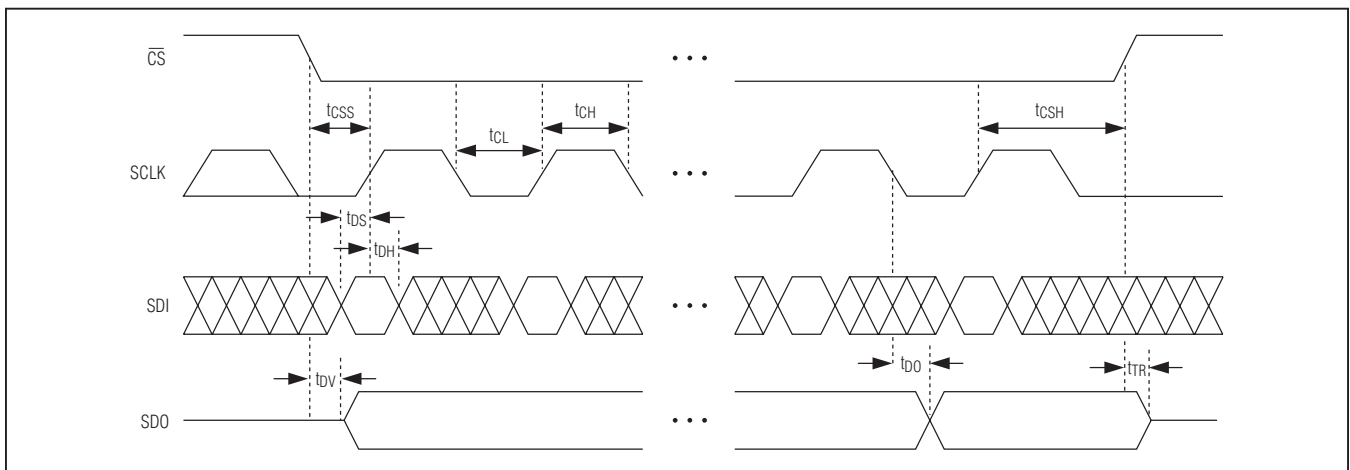 CS
• • •
tCSS
tCL
tCH
tCSH
SCLK
• • •
tDS
tDH
SDI
• • •
tDV
tDO
tTR
SDO
• • •